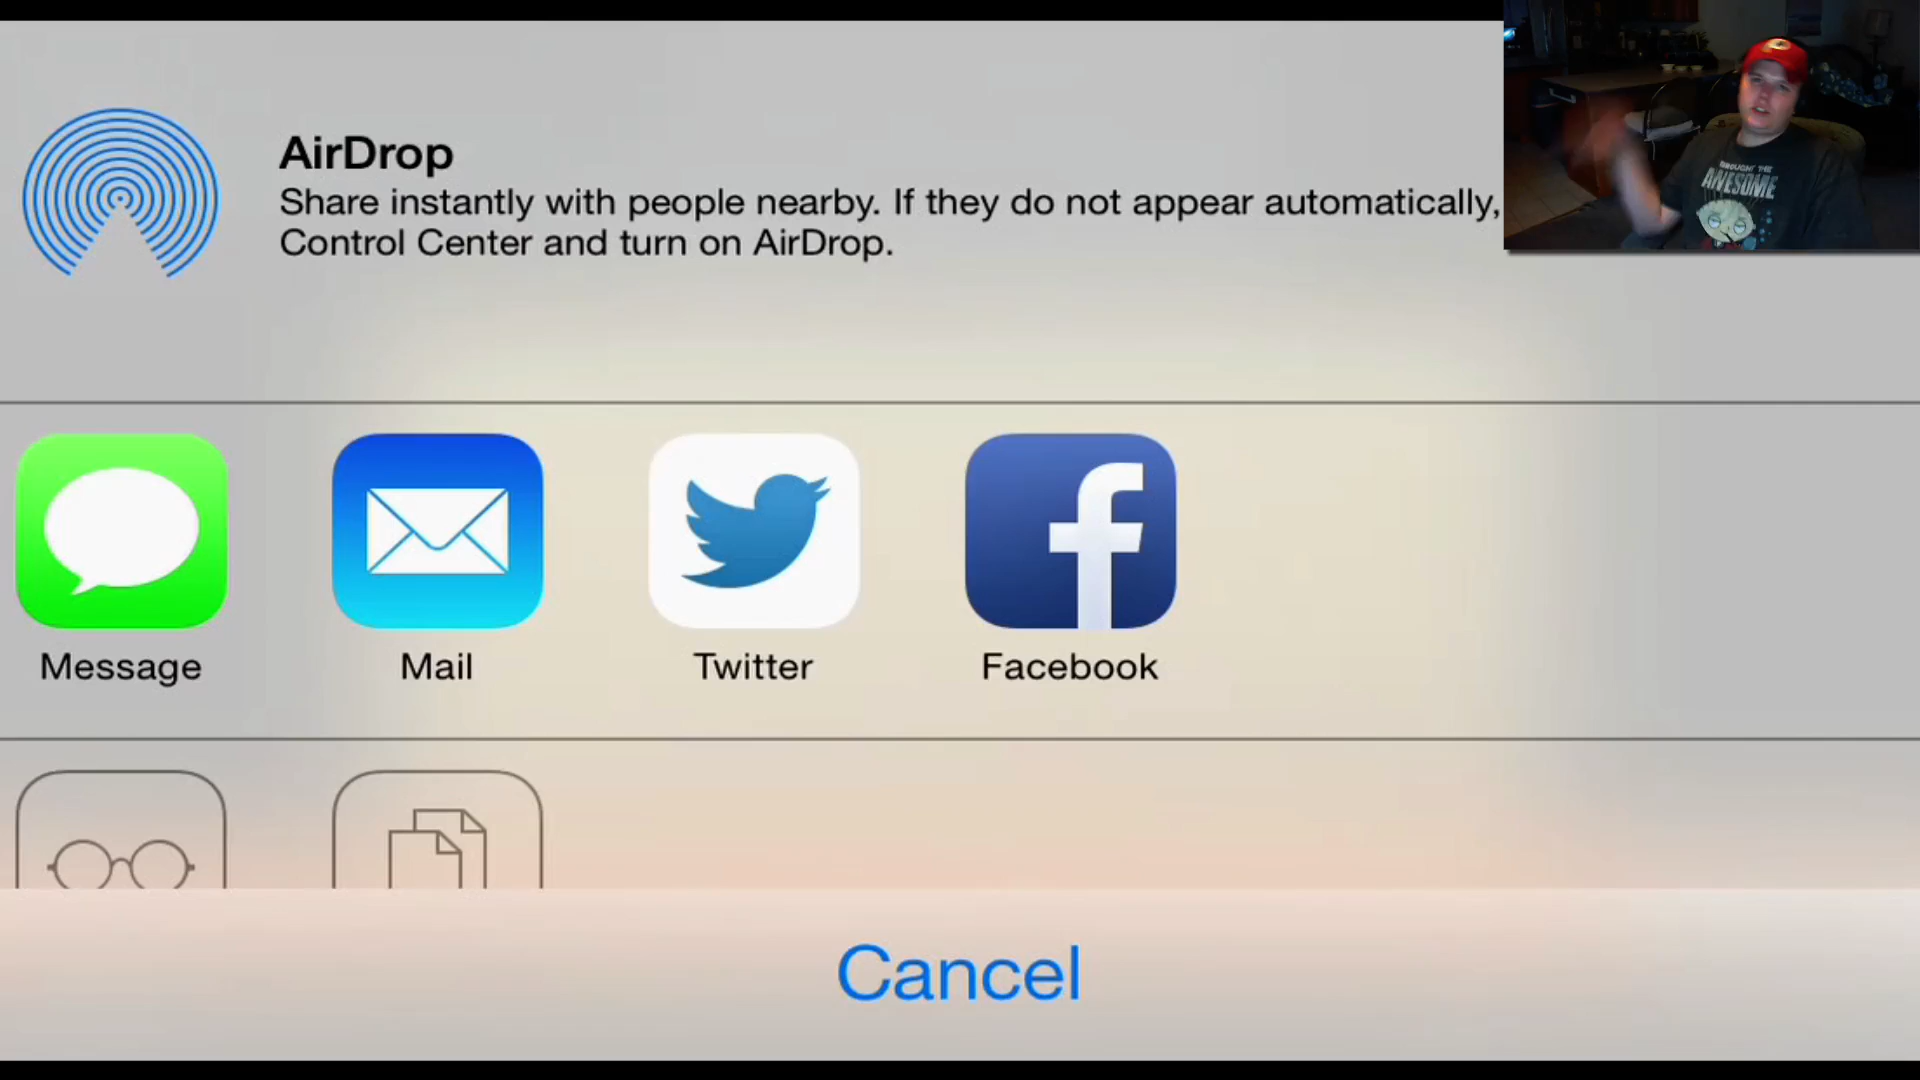 AirDrop
Share instantly with people nearby. If they do not appear automatically,
Control Center and turn on AirDrop.
Message
Mail
Twitter
Facebook
Cancel
AWESOME